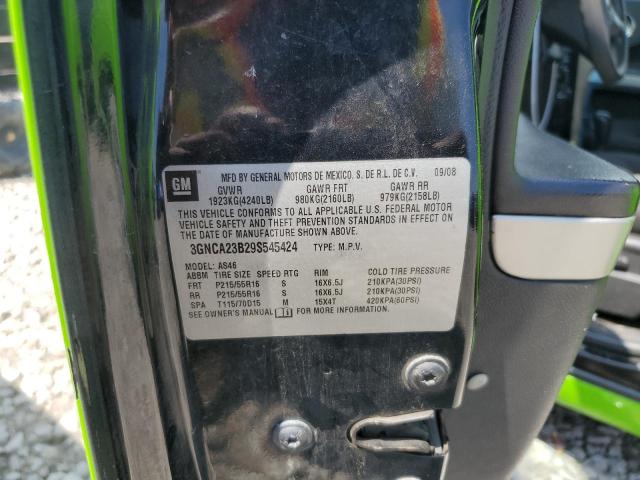 GM
MFD BY GENERAL MOTORS DE MEXICO, S. DE R.L. DE C.V. 09/08
GVWR GAWR FRT GAWR RR
1923KG(4240LB) 980KG(2160LB) 979KG(2158LB)
THIS VEHICLE CONFORMS TO ALL APPLICABLE U.S. FEDERAL MOTOR
VEHICLE SAFETY AND THEFT PREVENTION STANDARDS IN EFFECT ON
THE DATE OF MANUFACTURE SHOWN ABOVE.
3GNCA23B29S545424 TYPE: M.P.V.
MODEL: AS46
ABBM TIRE SIZE SPEED RTG RIM COLD TIRE PRESSURE
FRT P215/55R16 S 16X6.5J 210KPA(30PSI)
RR P215/55R16 S 16X6.5J 210KPA(30PSI)
SPA T115/70D15 M 15X4T 420KPA(60PSI)
SEE OWNER'S MANUAL FOR MORE INFORMATION.